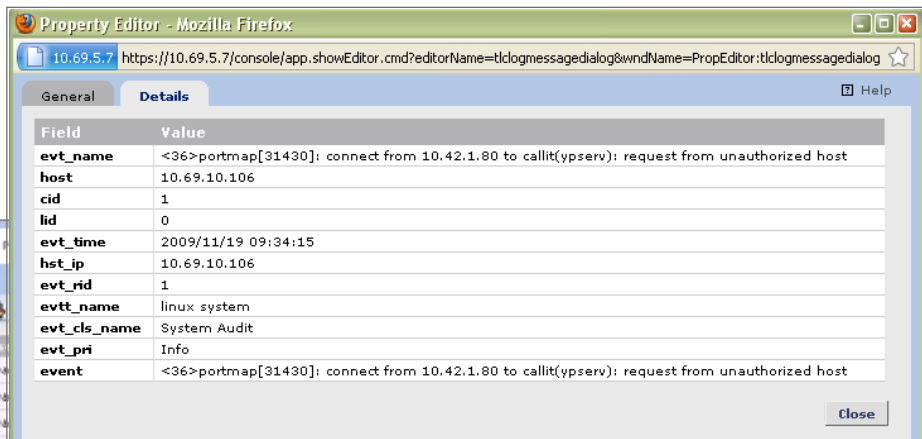 Property Editor - Mozilla Firefox
10.69.5.7 https://10.69.5.7/console/app.showEditor.cmd?editorName=tlclogmessagedialog&wndName=PropEditor:tlclogmessagedialog
General Details ? Help
Field Value
evt_name <36>portmap[31430]: connect from 10.42.1.80 to callit(ypserv): request from unauthorized host
host 10.69.10.106
cid 1
lid 0
evt_time 2009/11/19 09:34:15
hst_ip 10.69.10.106
evt_rid 1
evtt_name linux system
evt_cls_name System Audit
evt_pri Info
event <36>portmap[31430]: connect from 10.42.1.80 to callit(ypserv): request from unauthorized host
Close